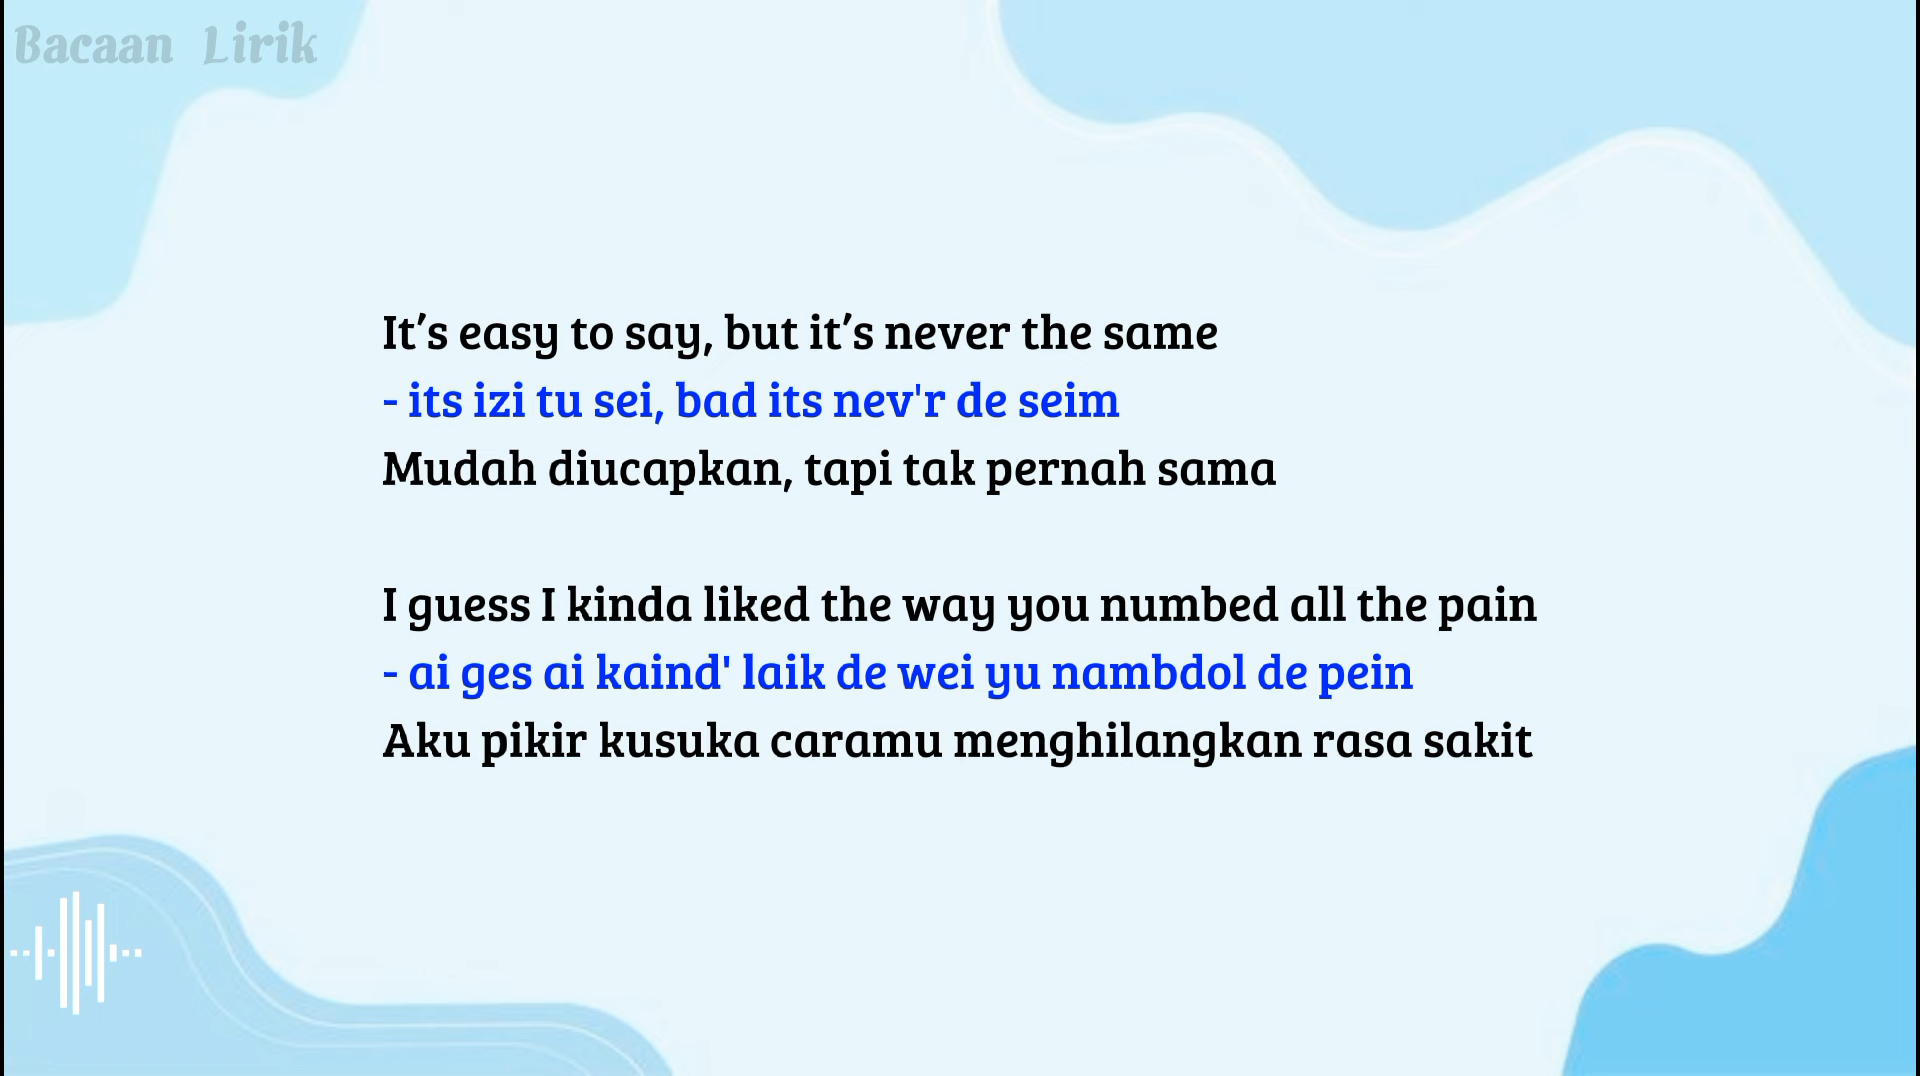 Bacaan Lirik
It’s easy to say, but it’s never the same
- its izi tu sei, bad its nev'r de seim
Mudah diucapkan, tapi tak pernah sama
I guess I kinda liked the way you numbed all the pain
- ai ges ai kaind' laik de wei yu nambdol de pein
Aku pikir kusuka caramu menghilangkan rasa sakit